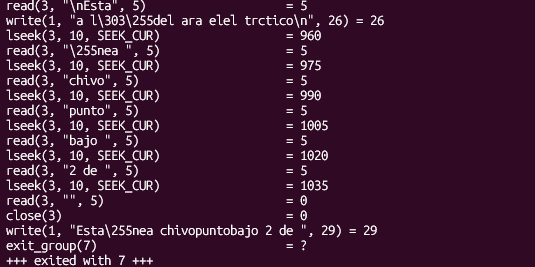 read(3, "\nEsta", 5) = 5
write(1, "a l\303\255del ara elel trctico\n", 26) = 26
lseek(3, 10, SEEK_CUR) = 960
read(3, "\255nea ", 5) = 5
lseek(3, 10, SEEK_CUR) = 975
read(3, "chivo", 5) = 5
lseek(3, 10, SEEK_CUR) = 990
read(3, "punto", 5) = 5
lseek(3, 10, SEEK_CUR) = 1005
read(3, "bajo ", 5) = 5
lseek(3, 10, SEEK_CUR) = 1020
read(3, "2 de ", 5) = 5
lseek(3, 10, SEEK_CUR) = 1035
read(3, "", 5) = 0
close(3) = 0
write(1, "Esta\255nea chivopuntobajo 2 de ", 29) = 29
exit_group(7) = ?
+++ exited with 7 +++